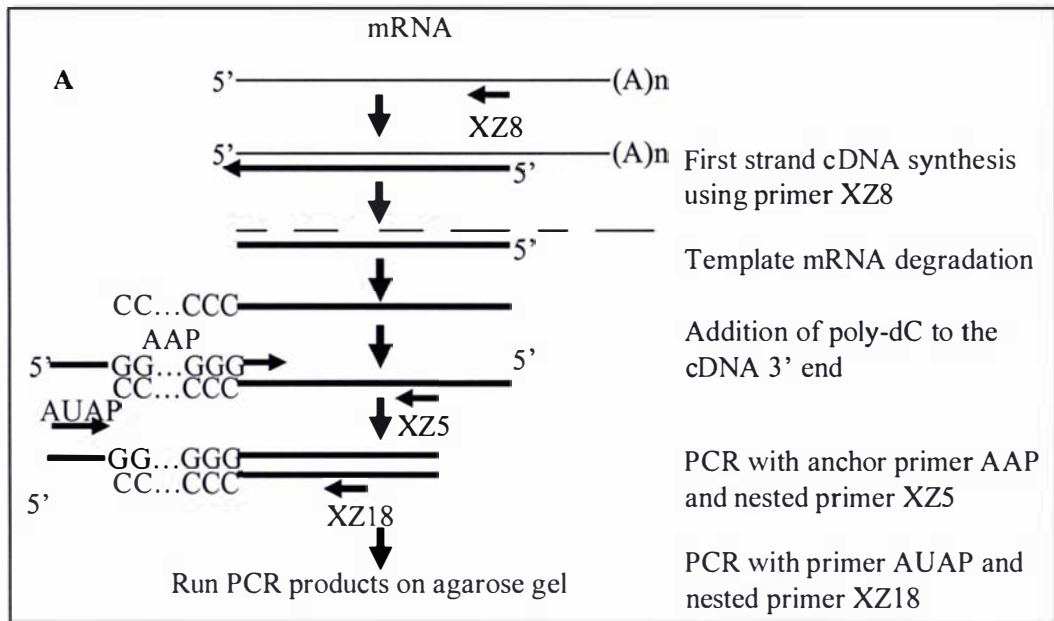 mRNA
A
5’ (A)n
XZ8
5’ (A)n
5’
First strand cDNA synthesis
using primer XZ8
5’
Template mRNA degradation
CC...CCC
Addition of poly-dC to the
cDNA 3’ end
AAP
5’ GG...GGG 5’
CC...CCC
AUAP
XZ5
GG...GGG
CC...CCC
5’
XZ18
PCR with anchor primer AAP
and nested primer XZ5
Run PCR products on agarose gel
PCR with primer AUAP and
nested primer XZ18